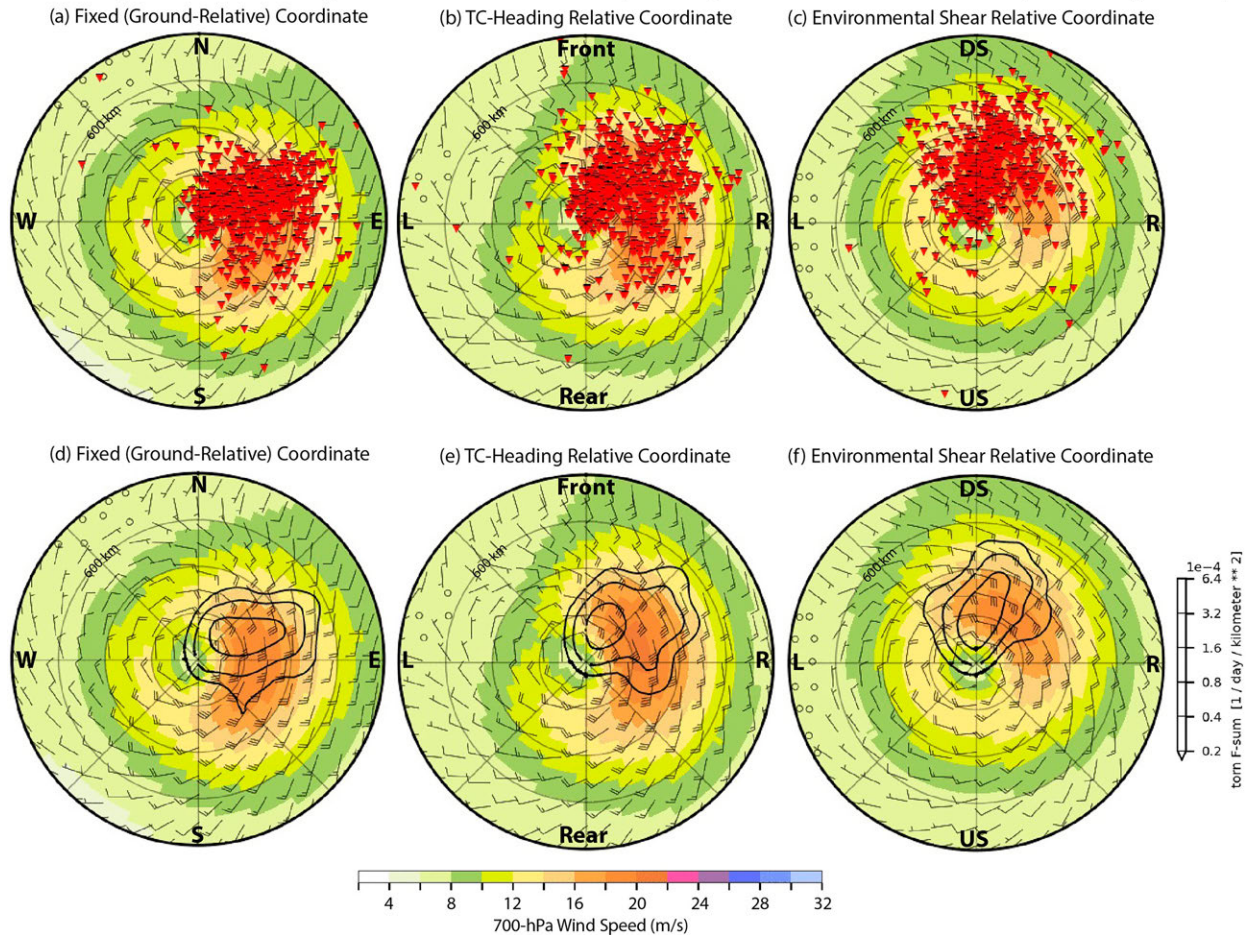 (a) Fixed (Ground-Relative) Coordinate
(b) TC-Heading Relative Coordinate
(c) Environmental Shear Relative Coordinate
N
Front
DS
600 km
600 km
600 km
W
E
L
R
L
R
S
Rear
US
(d) Fixed (Ground-Relative) Coordinate
(e) TC-Heading Relative Coordinate
(f) Environmental Shear Relative Coordinate
N
Front
DS
600 km
600 km
600 km
W
E
L
R
L
R
S
Rear
US
1e-4
6.4
3.2
1.6
0.8
0.4
0.2
torn F-sum [1 / day / kilometer ** 2]
4 8 12 16 20 24 28 32
700-hPa Wind Speed (m/s)